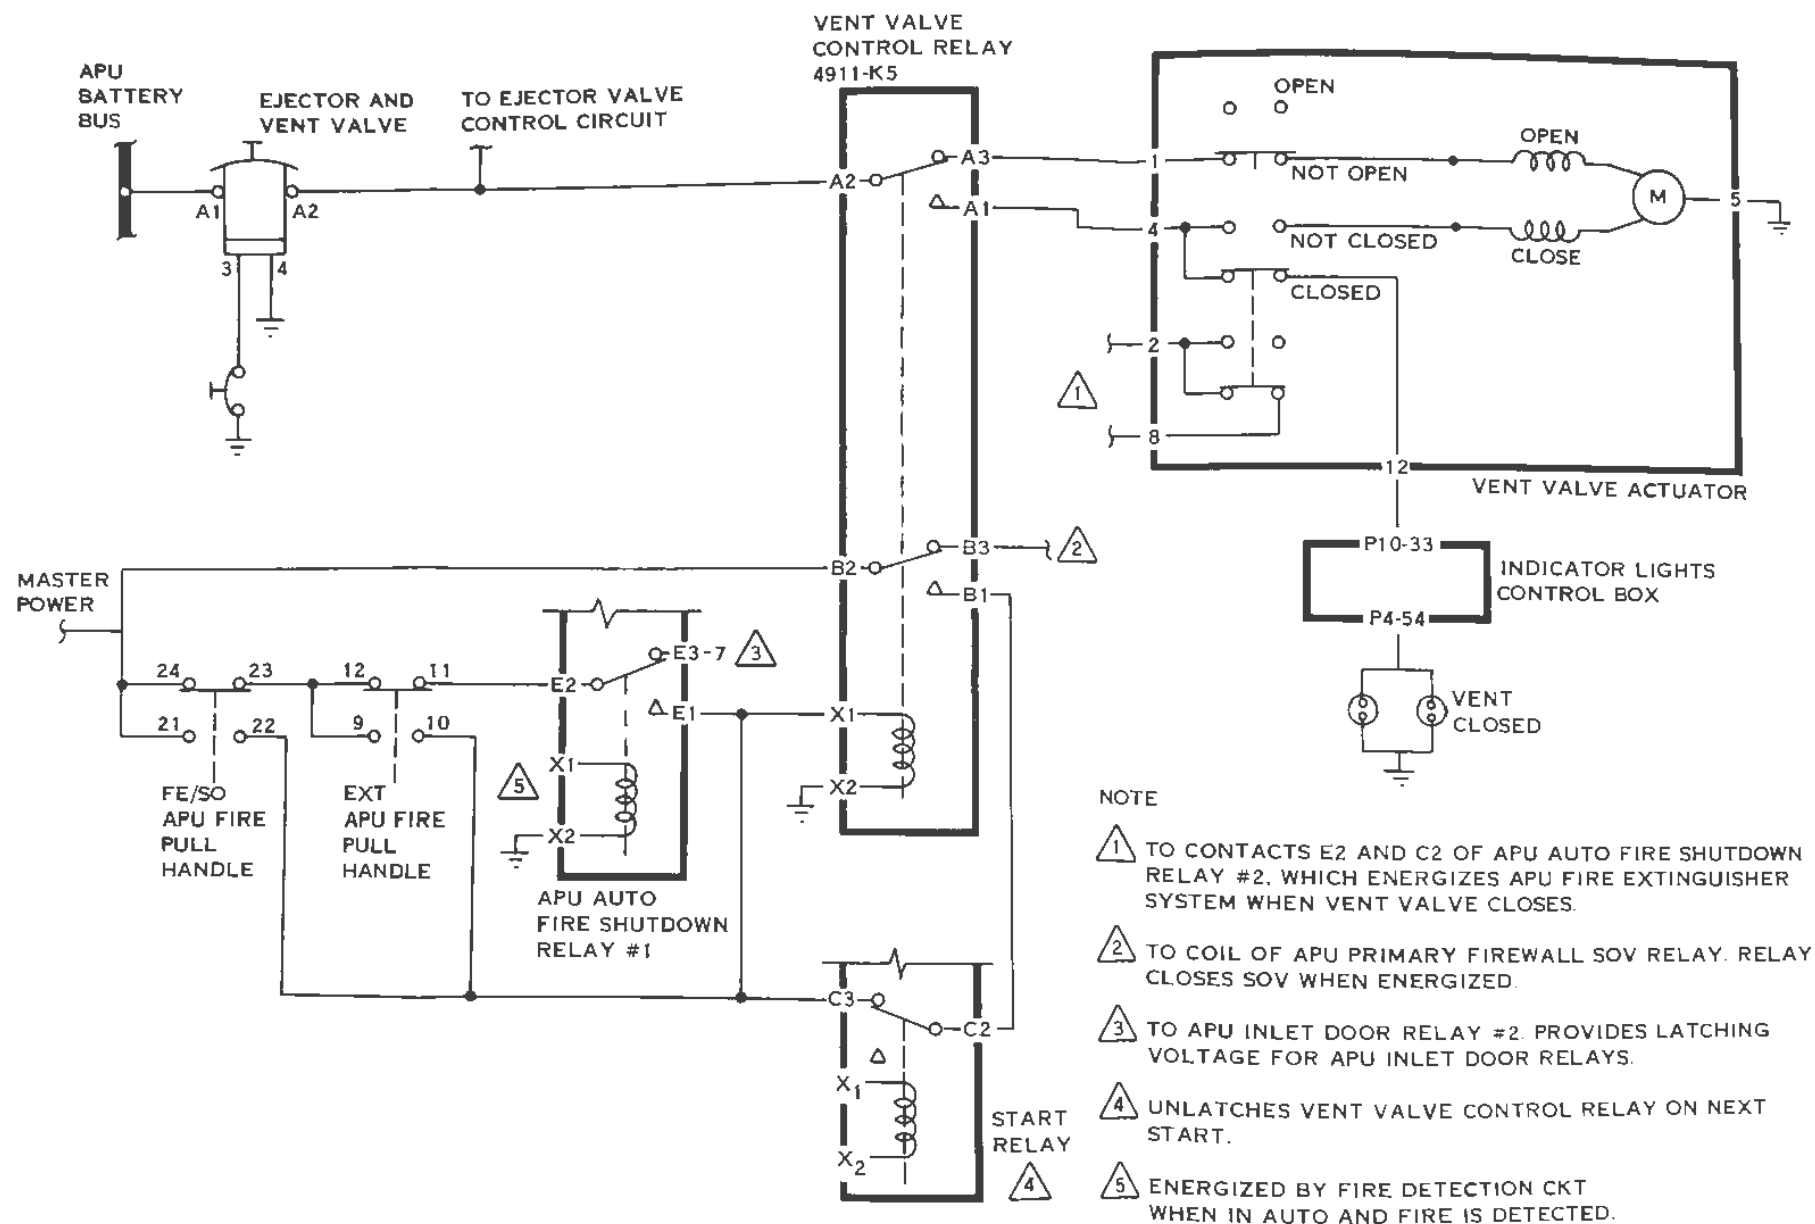 VENT VALVE
CONTROL RELAY
4911-K5
APU
BATTERY
BUS
EJECTOR AND
VENT VALVE
TO EJECTOR VALVE
CONTROL CIRCUIT
A1
A2
3
4
A2
A3
A1
OPEN
1
NOT OPEN
OPEN
M
5
4
NOT CLOSED
CLOSE
CLOSED
2
1
8
12
VENT VALVE ACTUATOR
P10-33
INDICATOR LIGHTS
CONTROL BOX
P4-54
VENT
CLOSED
MASTER
POWER
B2
B3
2
B1
24
23
12
11
21
22
9
10
E2
E3-7
3
E1
X1
X2
5
X1
X2
FE/SO
APU FIRE
PULL
HANDLE
EXT
APU FIRE
PULL
HANDLE
APU AUTO
FIRE SHUTDOWN
RELAY #1
C3
C2
X1
X2
START
RELAY
4
NOTE
1 TO CONTACTS E2 AND C2 OF APU AUTO FIRE SHUTDOWN
RELAY #2, WHICH ENERGIZES APU FIRE EXTINGUISHER
SYSTEM WHEN VENT VALVE CLOSES.
2 TO COIL OF APU PRIMARY FIREWALL SOV RELAY. RELAY
CLOSES SOV WHEN ENERGIZED.
3 TO APU INLET DOOR RELAY #2. PROVIDES LATCHING
VOLTAGE FOR APU INLET DOOR RELAYS.
4 UNLATCHES VENT VALVE CONTROL RELAY ON NEXT
START.
5 ENERGIZED BY FIRE DETECTION CKT
WHEN IN AUTO AND FIRE IS DETECTED.